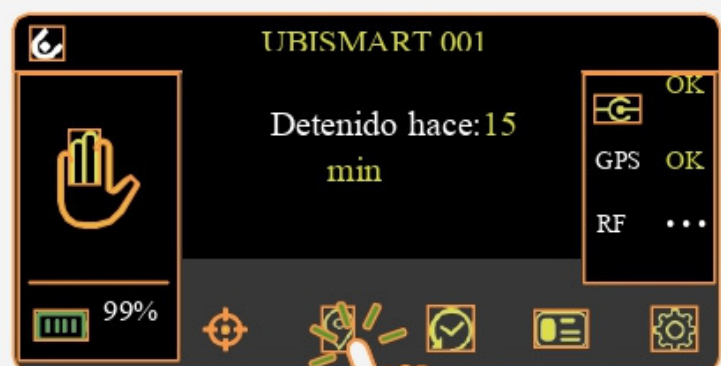 UBISMART 001
OK
Detenido hace:15
min
GPS OK
RF ...
99%